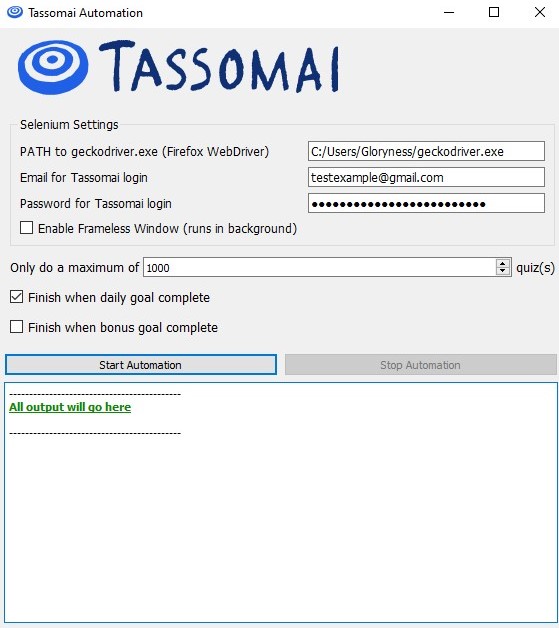 Tassomai Automation
TASSOMAI
Selenium Settings
PATH to geckodriver.exe (Firefox WebDriver) C:/Users/Gloryness/geckodriver.exe
Email for Tassomai login testexample@gmail.com
Password for Tassomai login ●●●●●●●●●●●●●●●●●●●●●●●●●
Enable Frameless Window (runs in background)
Only do a maximum of 1000 quiz(s)
Finish when daily goal complete
Finish when bonus goal complete
Start Automation Stop Automation
-------------------------------------------
All output will go here
-------------------------------------------